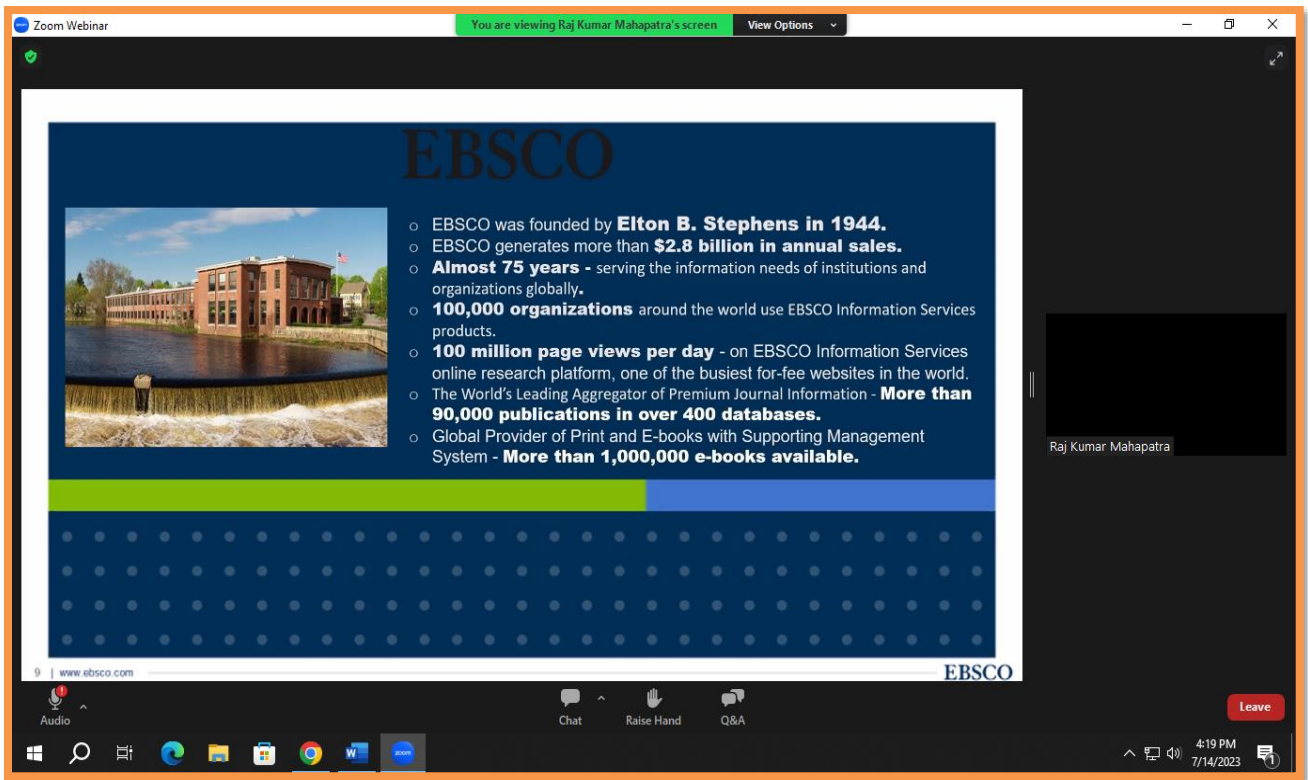 Zoom Webinar
You are viewing Raj Kumar Mahapatra's screen View Options
EBSCO
o EBSCO was founded by Elton B. Stephens in 1944.
o EBSCO generates more than $2.8 billion in annual sales.
o Almost 75 years - serving the information needs of institutions and
organizations globally.
o 100,000 organizations around the world use EBSCO Information Services
products.
o 100 million page views per day - on EBSCO Information Services
online research platform, one of the busiest for-fee websites in the world.
o The World's Leading Aggregator of Premium Journal Information - More than
90,000 publications in over 400 databases.
o Global Provider of Print and E-books with Supporting Management
System - More than 1,000,000 e-books available.
Raj Kumar Mahapatra
9 | www.ebsco.com EBSCO
Audio Chat Raise Hand Q&A Leave
4:19 PM
7/14/2023